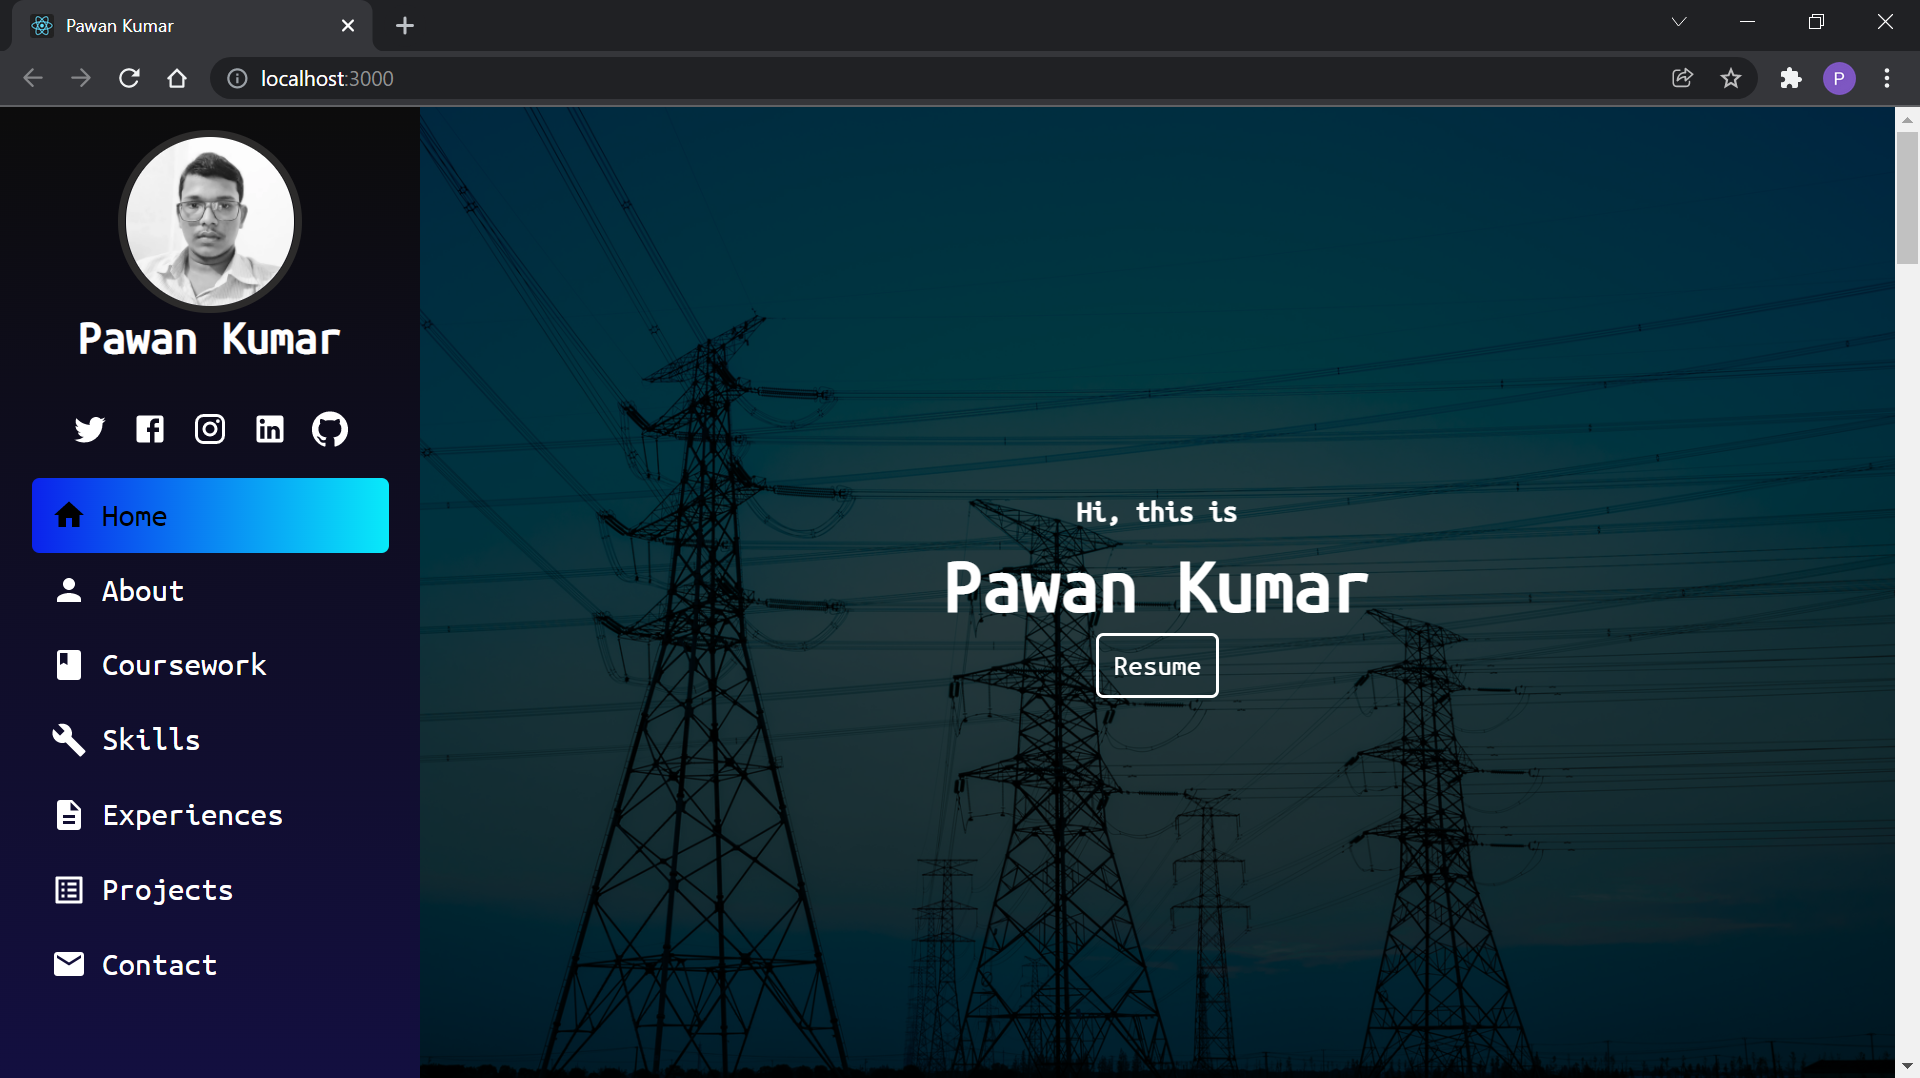 Pawan Kumar
localhost:3000
P
Pawan Kumar
Home
About
Coursework
Skills
Experiences
Projects
Contact
Hi, this is
Pawan Kumar
Resume